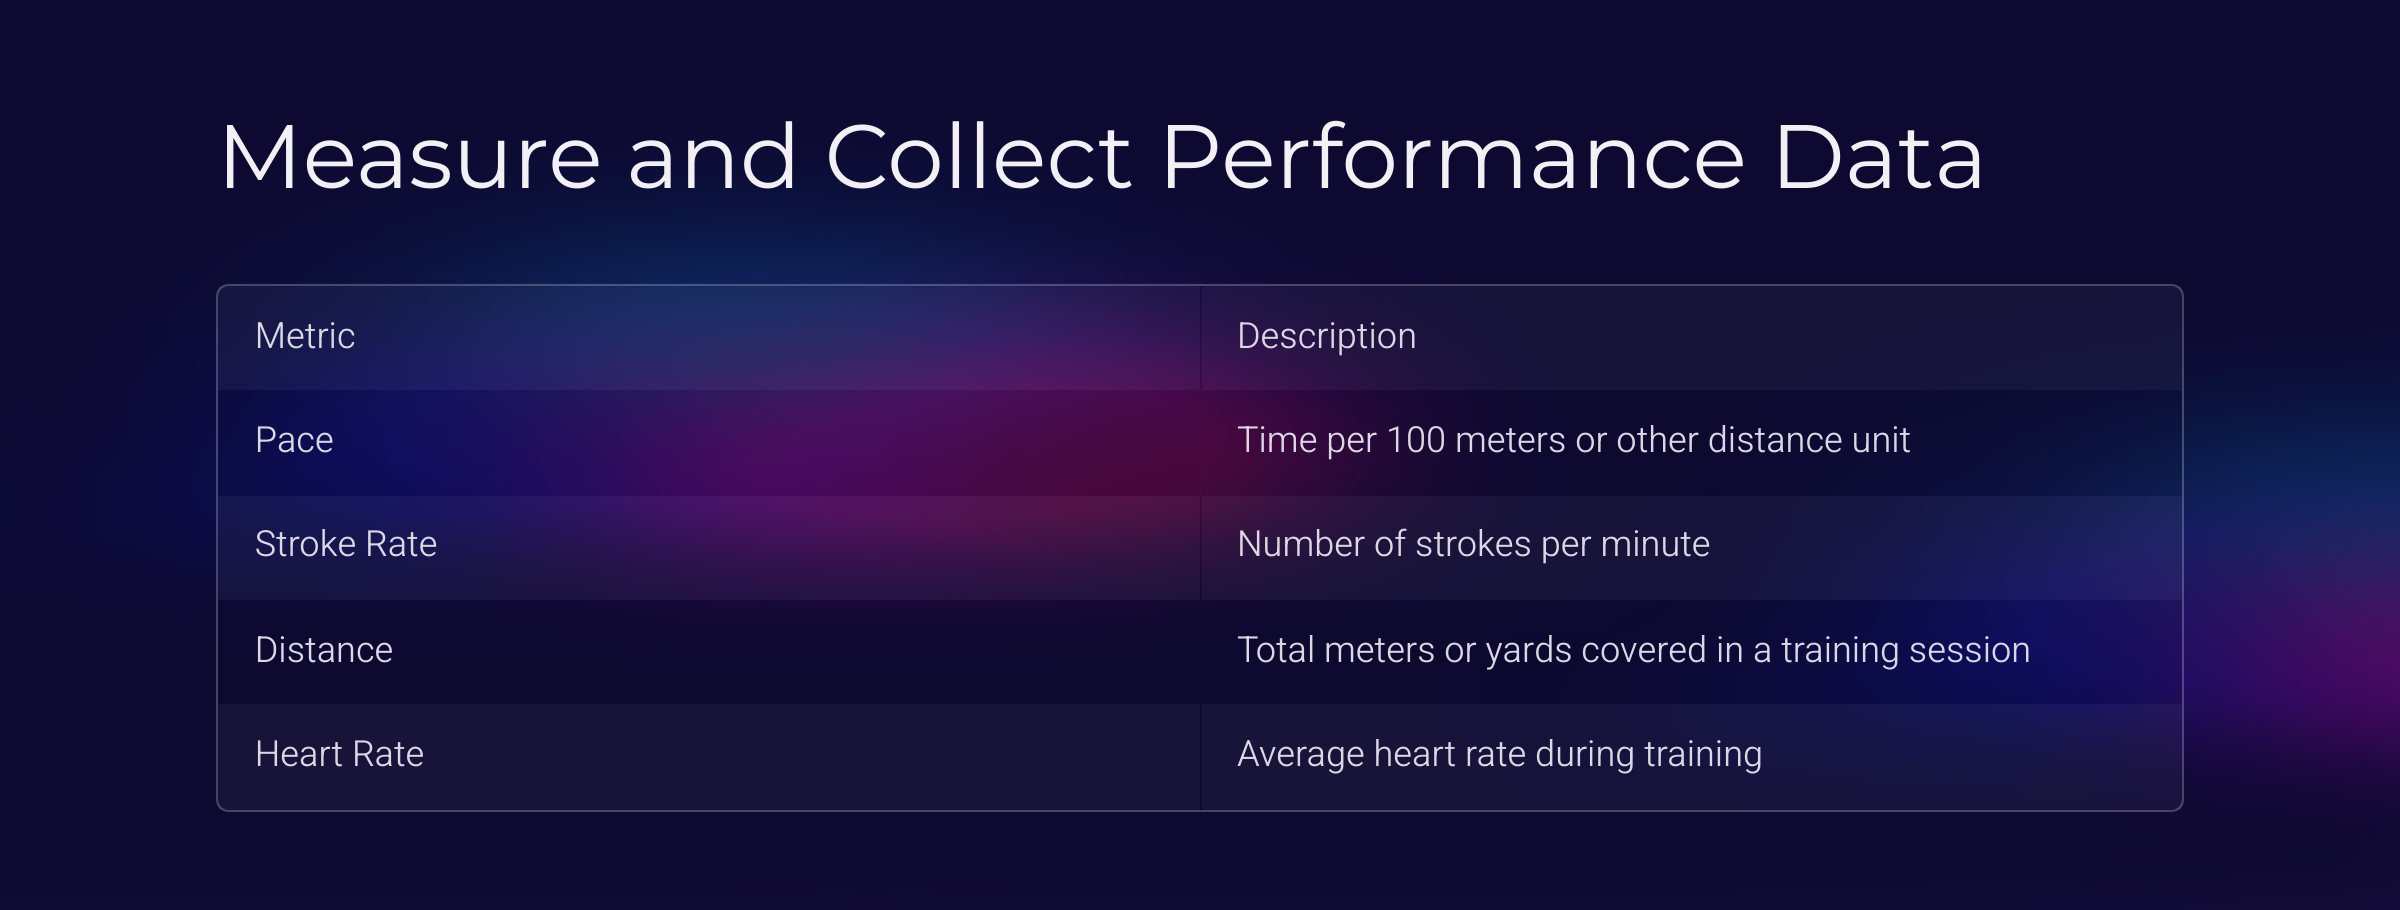 Measure and Collect Performance Data
Metric Description
Pace Time per 100 meters or other distance unit
Stroke Rate Number of strokes per minute
Distance Total meters or yards covered in a training session
Heart Rate Average heart rate during training